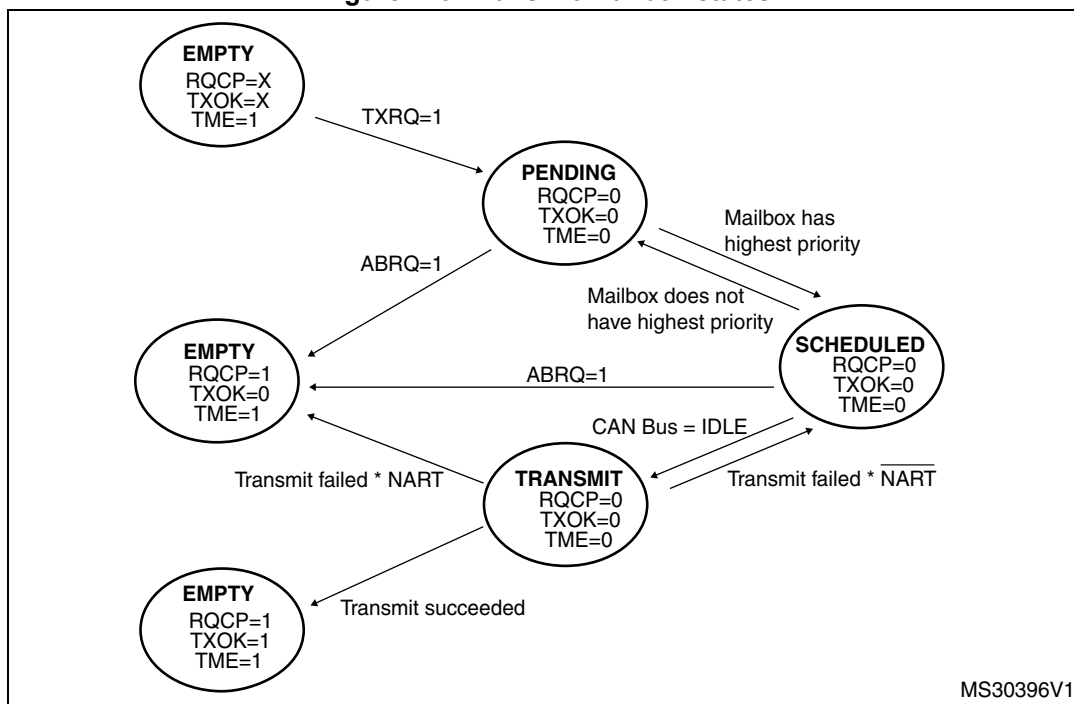 EMPTY
RQCP=X
TXOK=X
TME=1
TXRQ=1
PENDING
RQCP=0
TXOK=0
TME=0
Mailbox has
highest priority
ABRQ=1
Mailbox does not
have highest priority
EMPTY
RQCP=1
TXOK=0
TME=1
ABRQ=1
SCHEDULED
RQCP=0
TXOK=0
TME=0
CAN Bus = IDLE
Transmit failed * NART
TRANSMIT
RQCP=0
TXOK=0
TME=0
Transmit failed * N̅A̅R̅T̅
EMPTY
RQCP=1
TXOK=1
TME=1
Transmit succeeded
MS30396V1